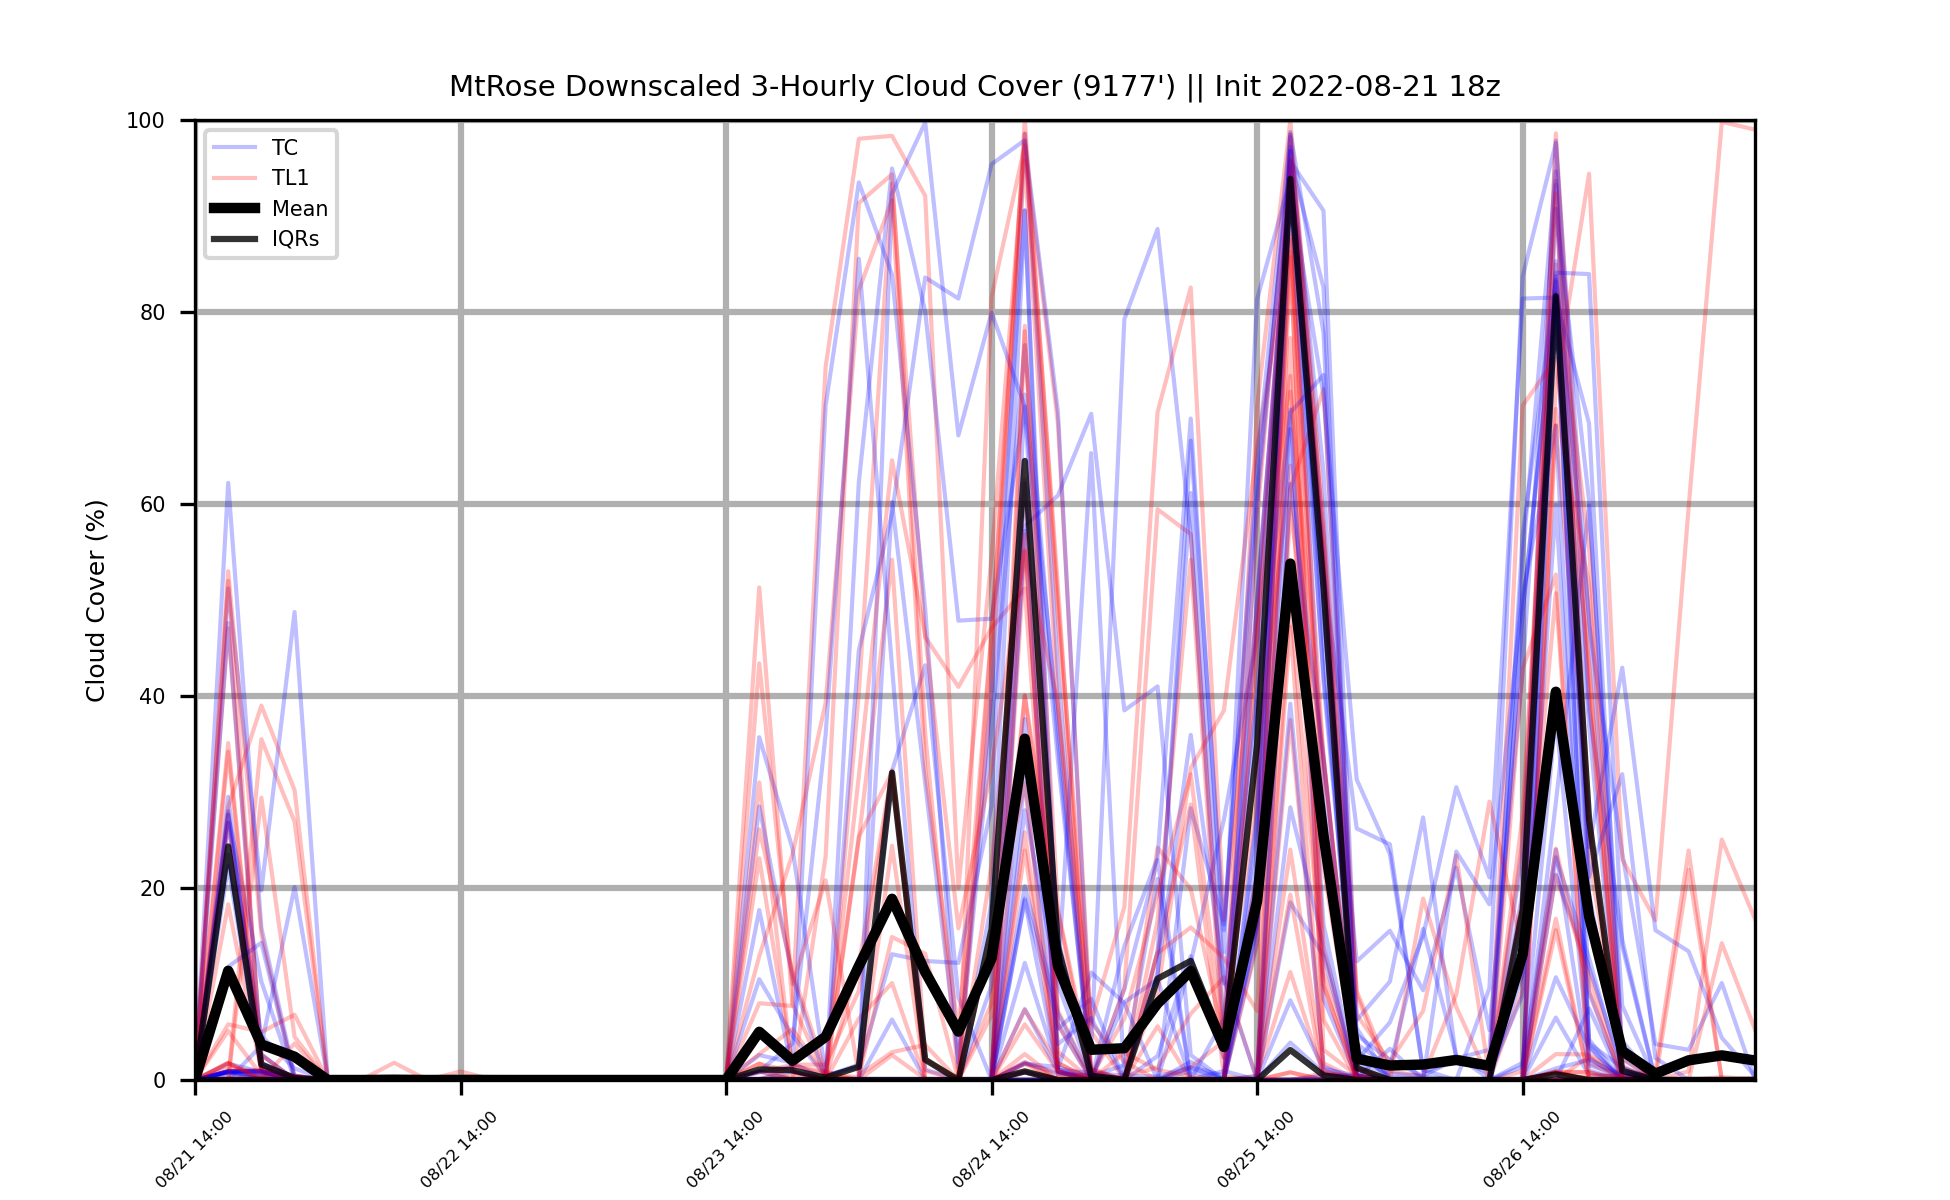 MtRose Downscaled 3-Hourly Cloud Cover (9177') || Init 2022-08-21 18z
TC
TL1
Mean
IQRs
Cloud Cover (%)
100
80
60
40
20
0
08/21 14:00
08/22 14:00
08/23 14:00
08/24 14:00
08/25 14:00
08/26 14:00